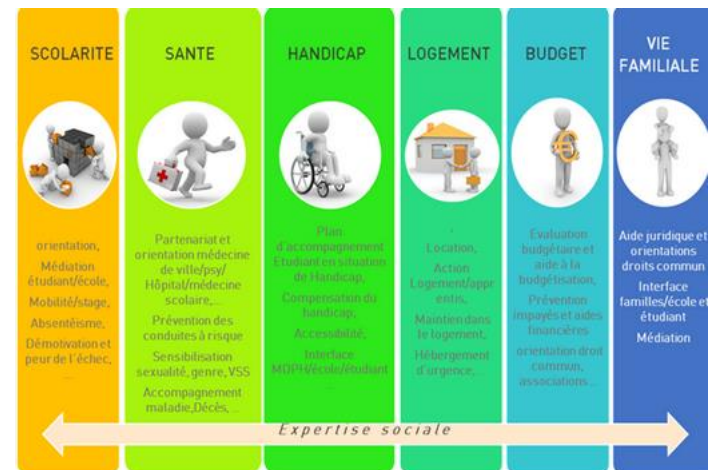 SCOLARITE
orientation,
Médiation
étudiant/école,
Mobilité/stage,
Absentéisme,
Démotivation et
peur de l'échec,
...
SANTE
Partenariat et
orientation médecine
de ville/psy/
Hôpital/médecine
scolaire,...
Prévention des
conduites à risque
Sensibilisation
sexualité, genre, VSS
Accompagnement
maladie,Décès, ...
HANDICAP
Plan
d'accompagnement
Etudiant en situation
de Handicap,
Compensation du
handicap,
Accessibilité,
Interface
MDPH/école/étudiant
...
LOGEMENT
Location,
Action
Logement/appr
entis,
Maintien dans
le logement,
Hébergement
d'urgence,...
BUDGET
Evaluation
budgétaire et
aide à la
budgétisation,
Prévention
impayés et aides
financières
orientation droit
commun,
associations...
VIE
FAMILIALE
Aide juridique et
orientations
droits commun
Interface
familles/école et
étudiant
Médiation
Expertise sociale